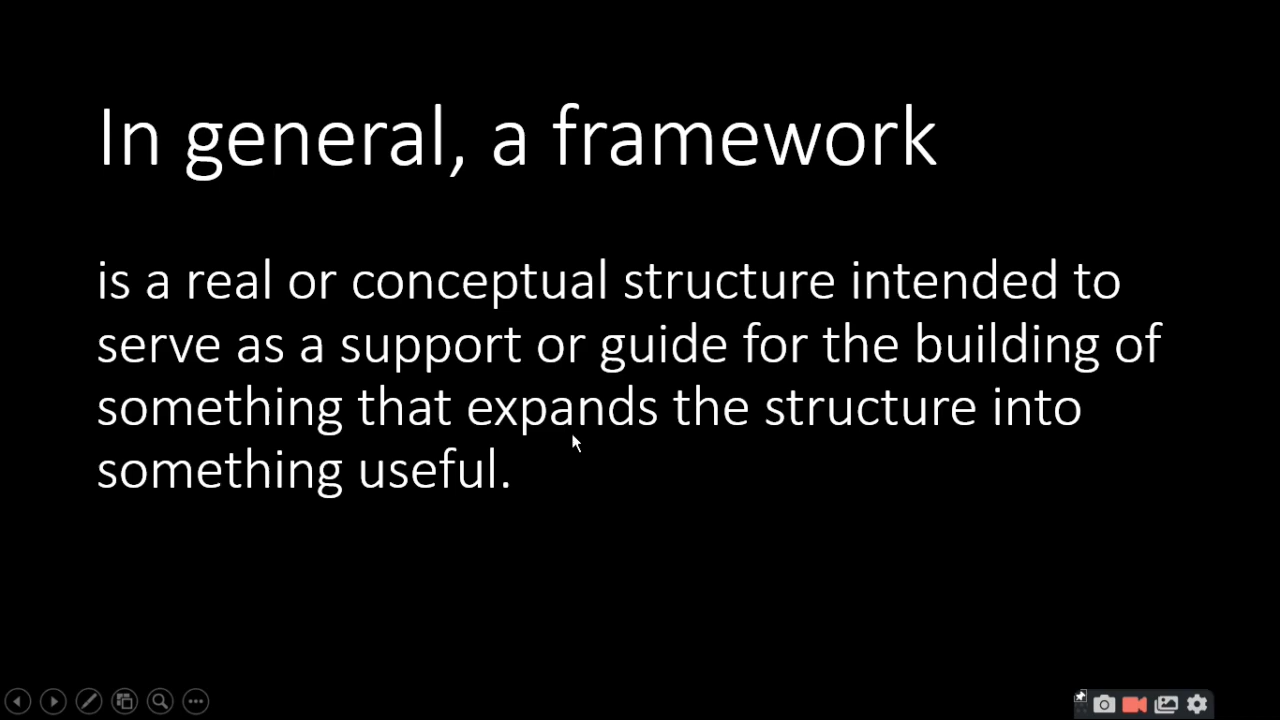 In general, a framework
is a real or conceptual structure intended to
serve as a support or guide for the building of
something that expands the structure into
something useful.